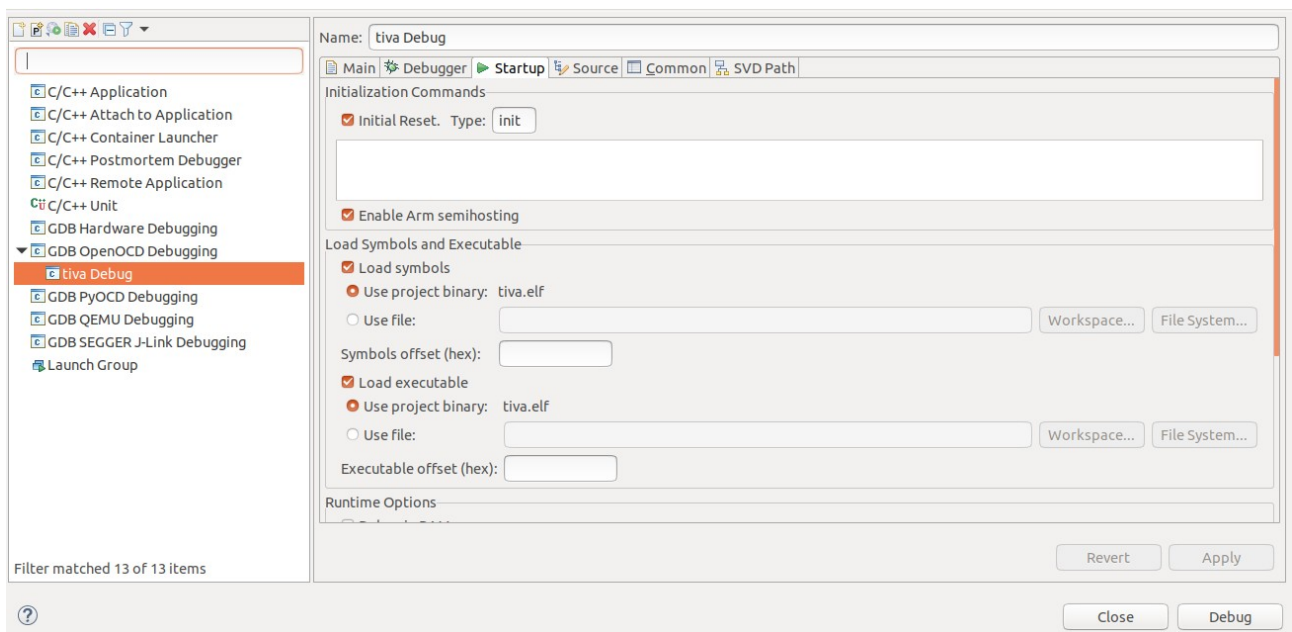 Name: tiva Debug
Main Debugger Startup Source Common SVD Path
C/C++ Application
C/C++ Attach to Application
C/C++ Container Launcher
C/C++ Postmortem Debugger
C/C++ Remote Application
C/C++ Unit
GDB Hardware Debugging
GDB OpenOCD Debugging
tiva Debug
GDB PyOCD Debugging
GDB QEMU Debugging
GDB SEGGER J-Link Debugging
Launch Group
Filter matched 13 of 13 items
Initialization Commands
Initial Reset. Type: init
Enable Arm semihosting
Load Symbols and Executable
Load symbols
Use project binary: tiva.elf
Use file: Workspace... File System...
Symbols offset (hex):
Load executable
Use project binary: tiva.elf
Use file: Workspace... File System...
Executable offset (hex):
Runtime Options
Revert Apply
Close Debug